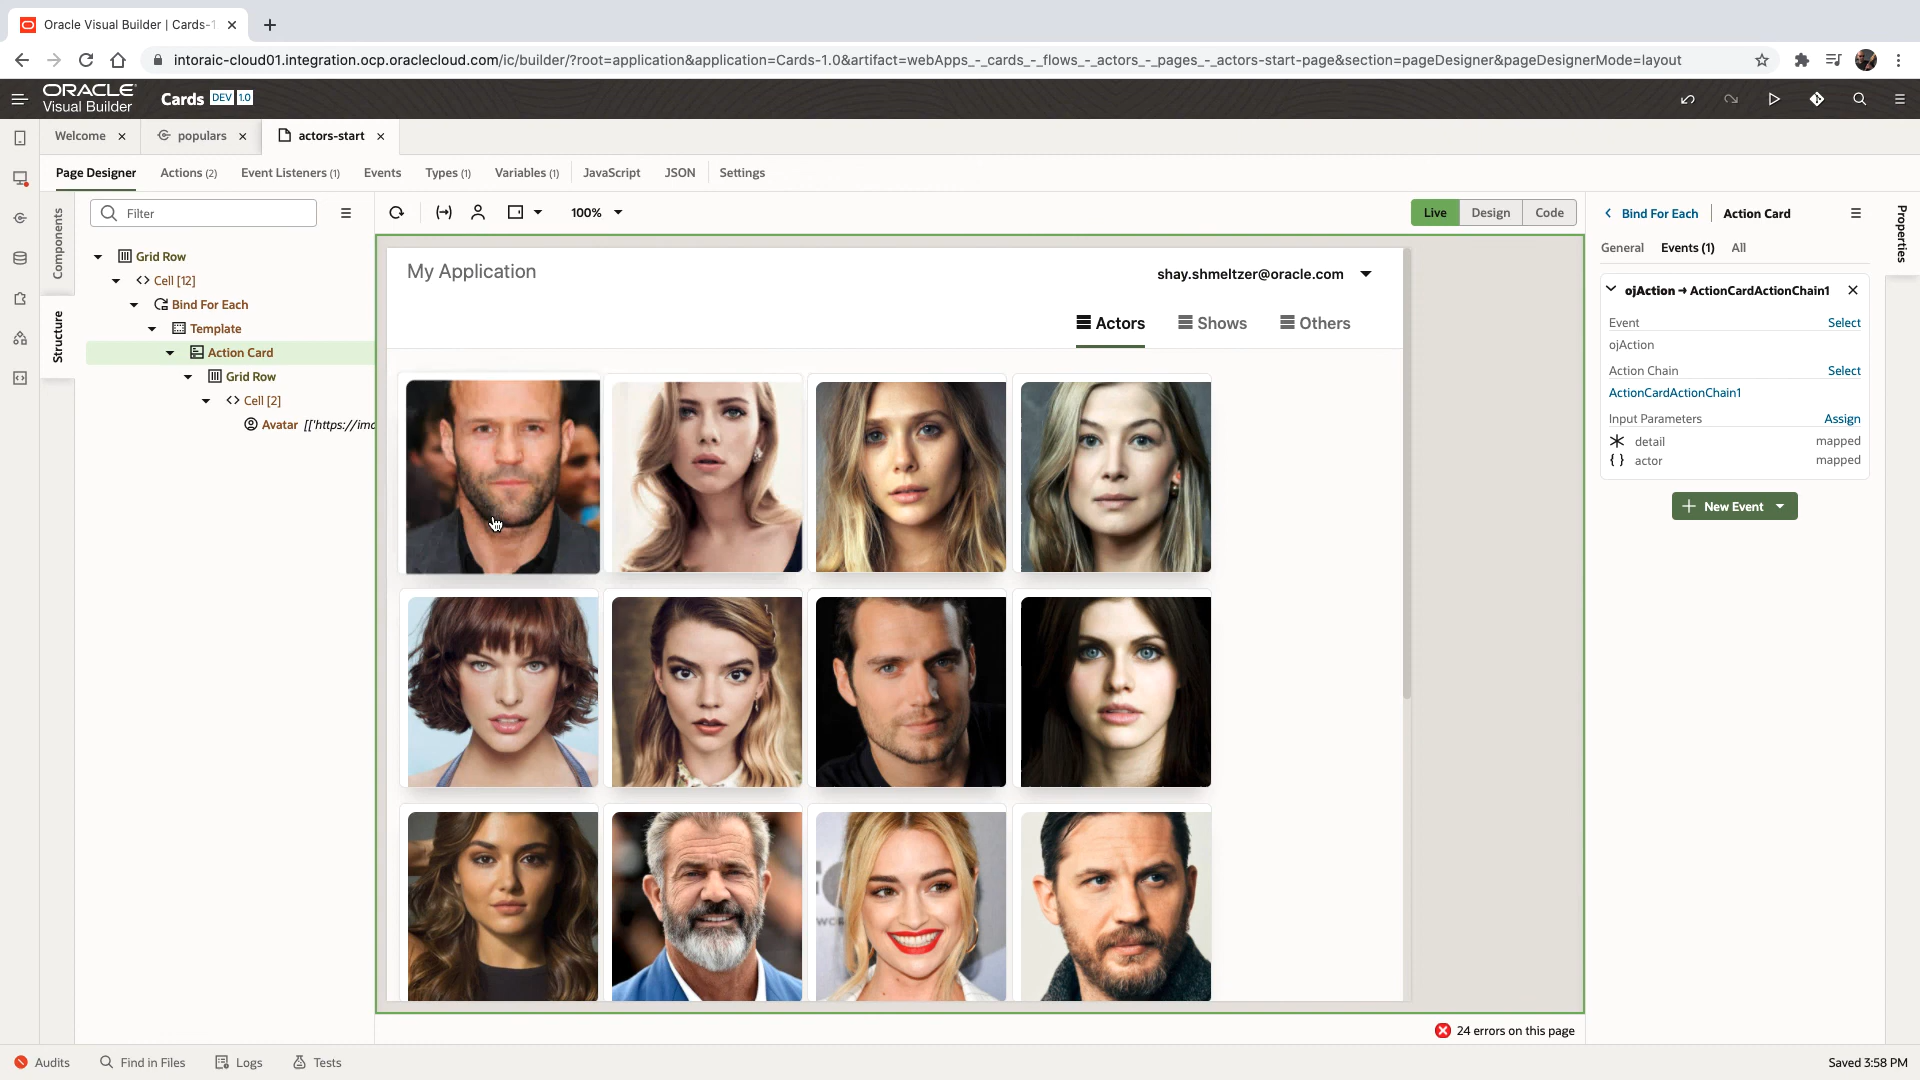 Oracle Visual Builder | Cards-1
intoraic-cloud01.integration.ocp.oraclecloud.com/ic/builder/?root=application&application=Cards-1.0&artifact=webApps_-_cards_-_flows_-_actors_-_pages_-_actors-start-page&section=pageDesigner&pageDesignerMode=layout
ORACLE
Visual Builder
Cards DEV 1.0
Welcome
populars
actors-start
Page Designer
Actions (2)
Event Listeners (1)
Events
Types (1)
Variables (1)
JavaScript
JSON
Settings
Components
Structure
Filter
Grid Row
Cell [12]
Bind For Each
Template
Action Card
Grid Row
Cell [2]
Avatar [['https://imd
100%
Live
Design
Code
My Application
shay.shmeltzer@oracle.com
Actors
Shows
Others
24 errors on this page
Bind For Each
Action Card
General
Events (1)
All
ojAction → ActionCardActionChain1
Event
Select
ojAction
Action Chain
Select
ActionCardActionChain1
Input Parameters
Assign
detail
mapped
{ } actor
mapped
New Event
Properties
Audits
Find in Files
Logs
Tests
Saved 3:58 PM